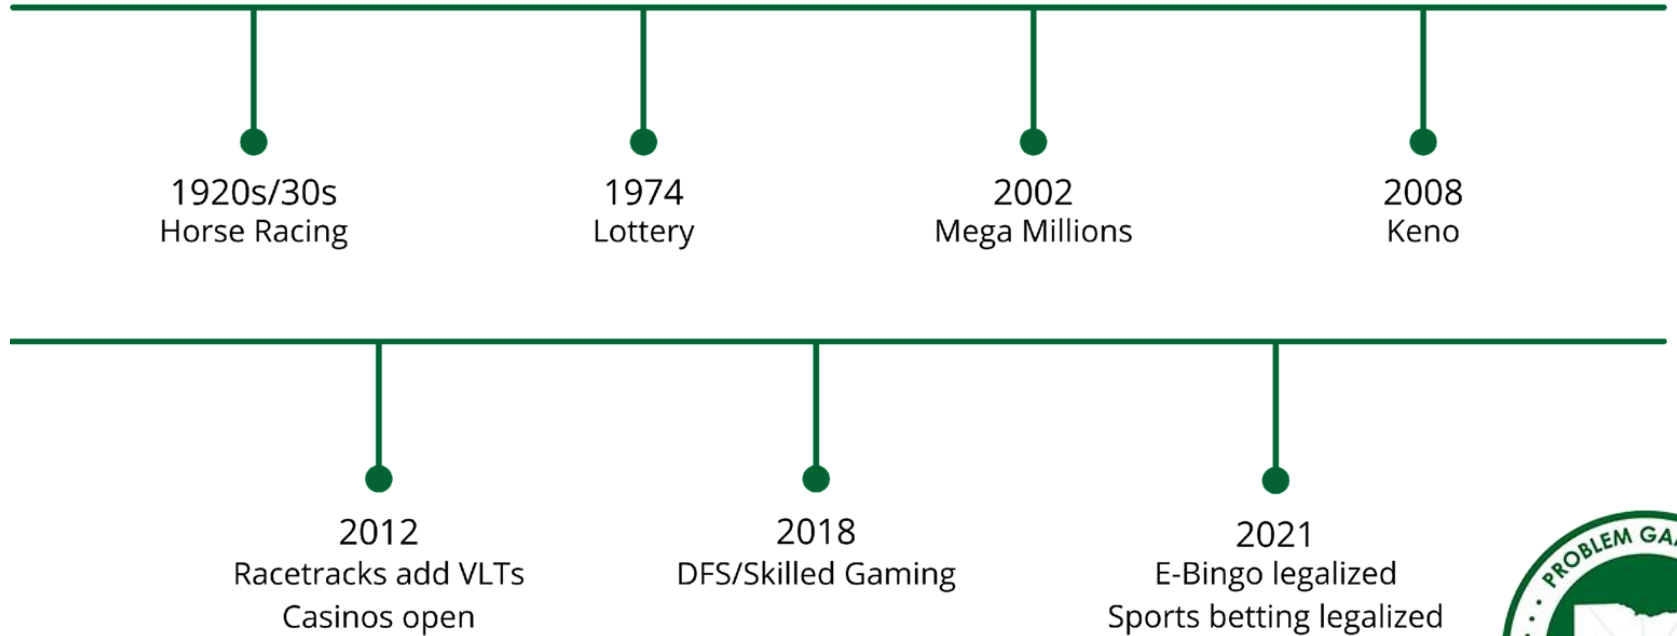 1920s/30s
Horse Racing
1974
Lottery
2002
Mega Millions
2008
Keno
2012
Racetracks add VLTs
Casinos open
2018
DFS/Skilled Gaming
2021
E-Bingo legalized
Sports betting legalized
PROBLEM